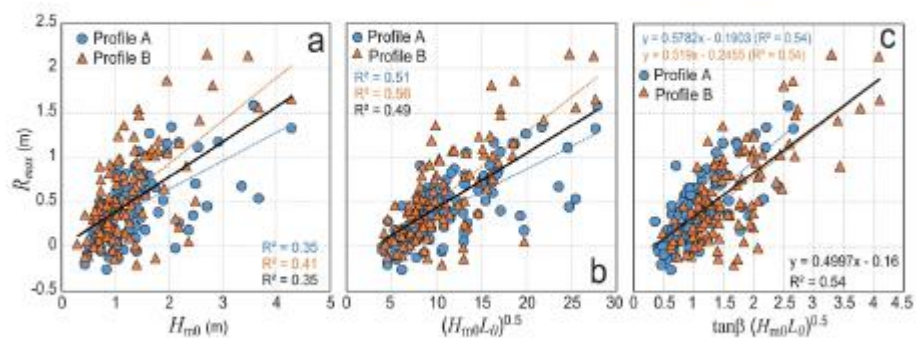 a
Profile A
Profile B
R² = 0.35
R² = 0.41
R² = 0.35
2.5
2
1.5
1
0.5
0
-0.5
R_max (m)
0 1 2 3 4 5
H_m0 (m)
Profile A
Profile B
R² = 0.51
R² = 0.56
R² = 0.49
b
0 5 10 15 20 25 30
(H_m0L_0)^0.5
c
y = 0.5782x - 0.1903 (R² = 0.54)
y = 0.519x - 0.2455 (R² = 0.54)
Profile A
Profile B
y = 0.4997x - 0.16
R² = 0.54
0 0.5 1 1.5 2 2.5 3 3.5 4 4.5
tanβ (H_m0L_0)^0.5